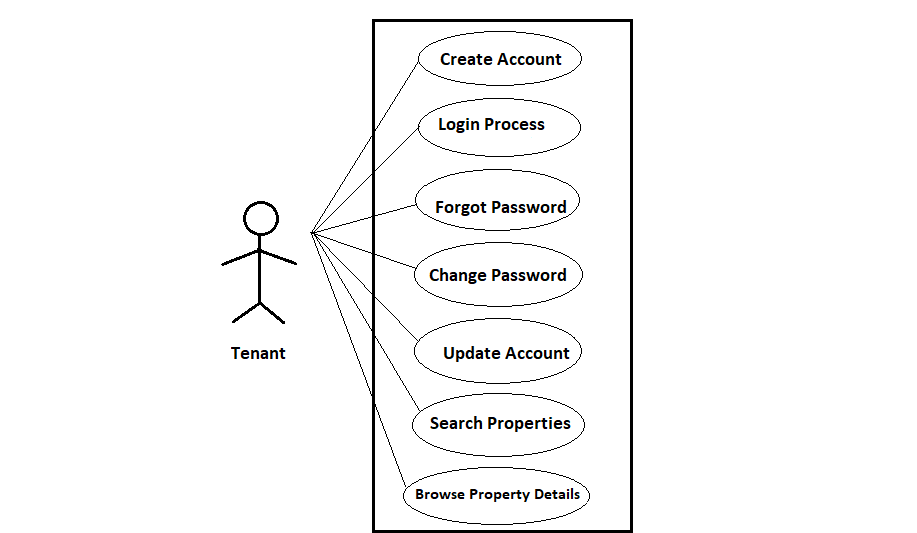 Create Account
Login Process
Forgot Password
Change Password
Tenant
Update Account
Search Properties
Browse Property Details